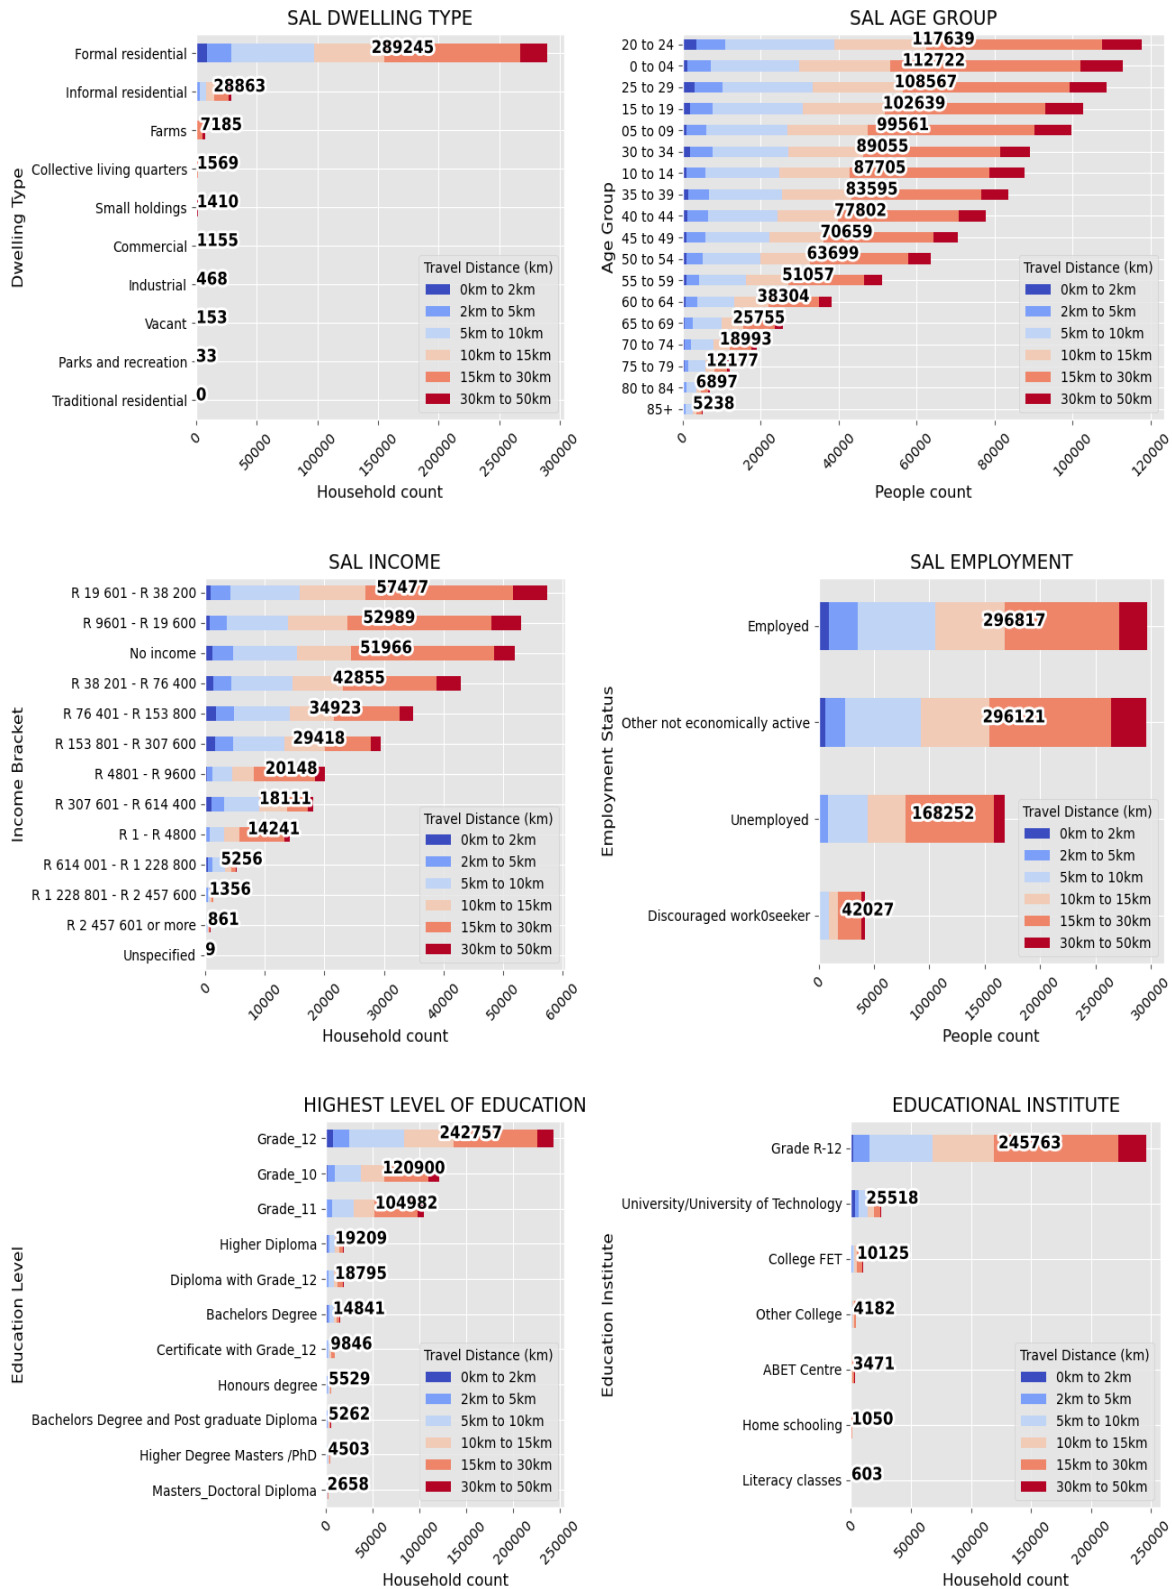 SAL DWELLING TYPE
Dwelling Type
Formal residential 289245
Informal residential 28863
Farms 7185
Collective living quarters 1569
Small holdings 1410
Commercial 1155
Industrial 468
Vacant 153
Parks and recreation 33
Traditional residential 0
Travel Distance (km)
0km to 2km
2km to 5km
5km to 10km
10km to 15km
15km to 30km
30km to 50km
0 50000 100000 150000 200000 250000 300000
Household count
SAL AGE GROUP
Age Group
20 to 24 117639
0 to 04 112722
25 to 29 108567
15 to 19 102639
05 to 09 99561
30 to 34 89055
10 to 14 87705
35 to 39 83595
40 to 44 77802
45 to 49 70659
50 to 54 63699
55 to 59 51057
60 to 64 38304
65 to 69 25755
70 to 74 18993
75 to 79 12177
80 to 84 6897
85+ 5238
Travel Distance (km)
0km to 2km
2km to 5km
5km to 10km
10km to 15km
15km to 30km
30km to 50km
0 20000 40000 60000 80000 100000 120000
People count
SAL INCOME
Income Bracket
R 19 601 - R 38 200 57477
R 9601 - R 19 600 52989
No income 51966
R 38 201 - R 76 400 42855
R 76 401 - R 153 800 34923
R 153 801 - R 307 600 29418
R 4801 - R 9600 20148
R 307 601 - R 614 400 18111
R 1 - R 4800 14241
R 614 001 - R 1 228 800 5256
R 1 228 801 - R 2 457 600 1356
R 2 457 601 or more 861
Unspecified 9
Travel Distance (km)
0km to 2km
2km to 5km
5km to 10km
10km to 15km
15km to 30km
30km to 50km
0 10000 20000 30000 40000 50000 60000
Household count
SAL EMPLOYMENT
Employment Status
Employed 296817
Other not economically active 296121
Unemployed 168252
Discouraged work0seeker 42027
Travel Distance (km)
0km to 2km
2km to 5km
5km to 10km
10km to 15km
15km to 30km
30km to 50km
0 50000 100000 150000 200000 250000 300000
People count
HIGHEST LEVEL OF EDUCATION
Education Level
Grade_12 242757
Grade_10 120900
Grade_11 104982
Higher Diploma 19209
Diploma with Grade_12 18795
Bachelors Degree 14841
Certificate with Grade_12 9846
Honours degree 5529
Bachelors Degree and Post graduate Diploma 5262
Higher Degree Masters /PhD 4503
Masters_Doctoral Diploma 2658
Travel Distance (km)
0km to 2km
2km to 5km
5km to 10km
10km to 15km
15km to 30km
30km to 50km
0 50000 100000 150000 200000 250000
Household count
EDUCATIONAL INSTITUTE
Education Institute
Grade R-12 245763
University/University of Technology 25518
College FET 10125
Other College 4182
ABET Centre 3471
Home schooling 1050
Literacy classes 603
Travel Distance (km)
0km to 2km
2km to 5km
5km to 10km
10km to 15km
15km to 30km
30km to 50km
0 50000 100000 150000 200000 250000
Household count